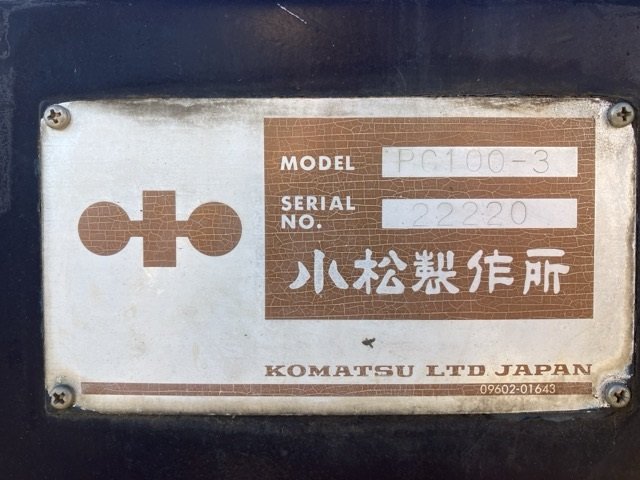 MODEL PC100-3
SERIAL NO. 22220
小松製作所
KOMATSU LTD JAPAN
09602-01643